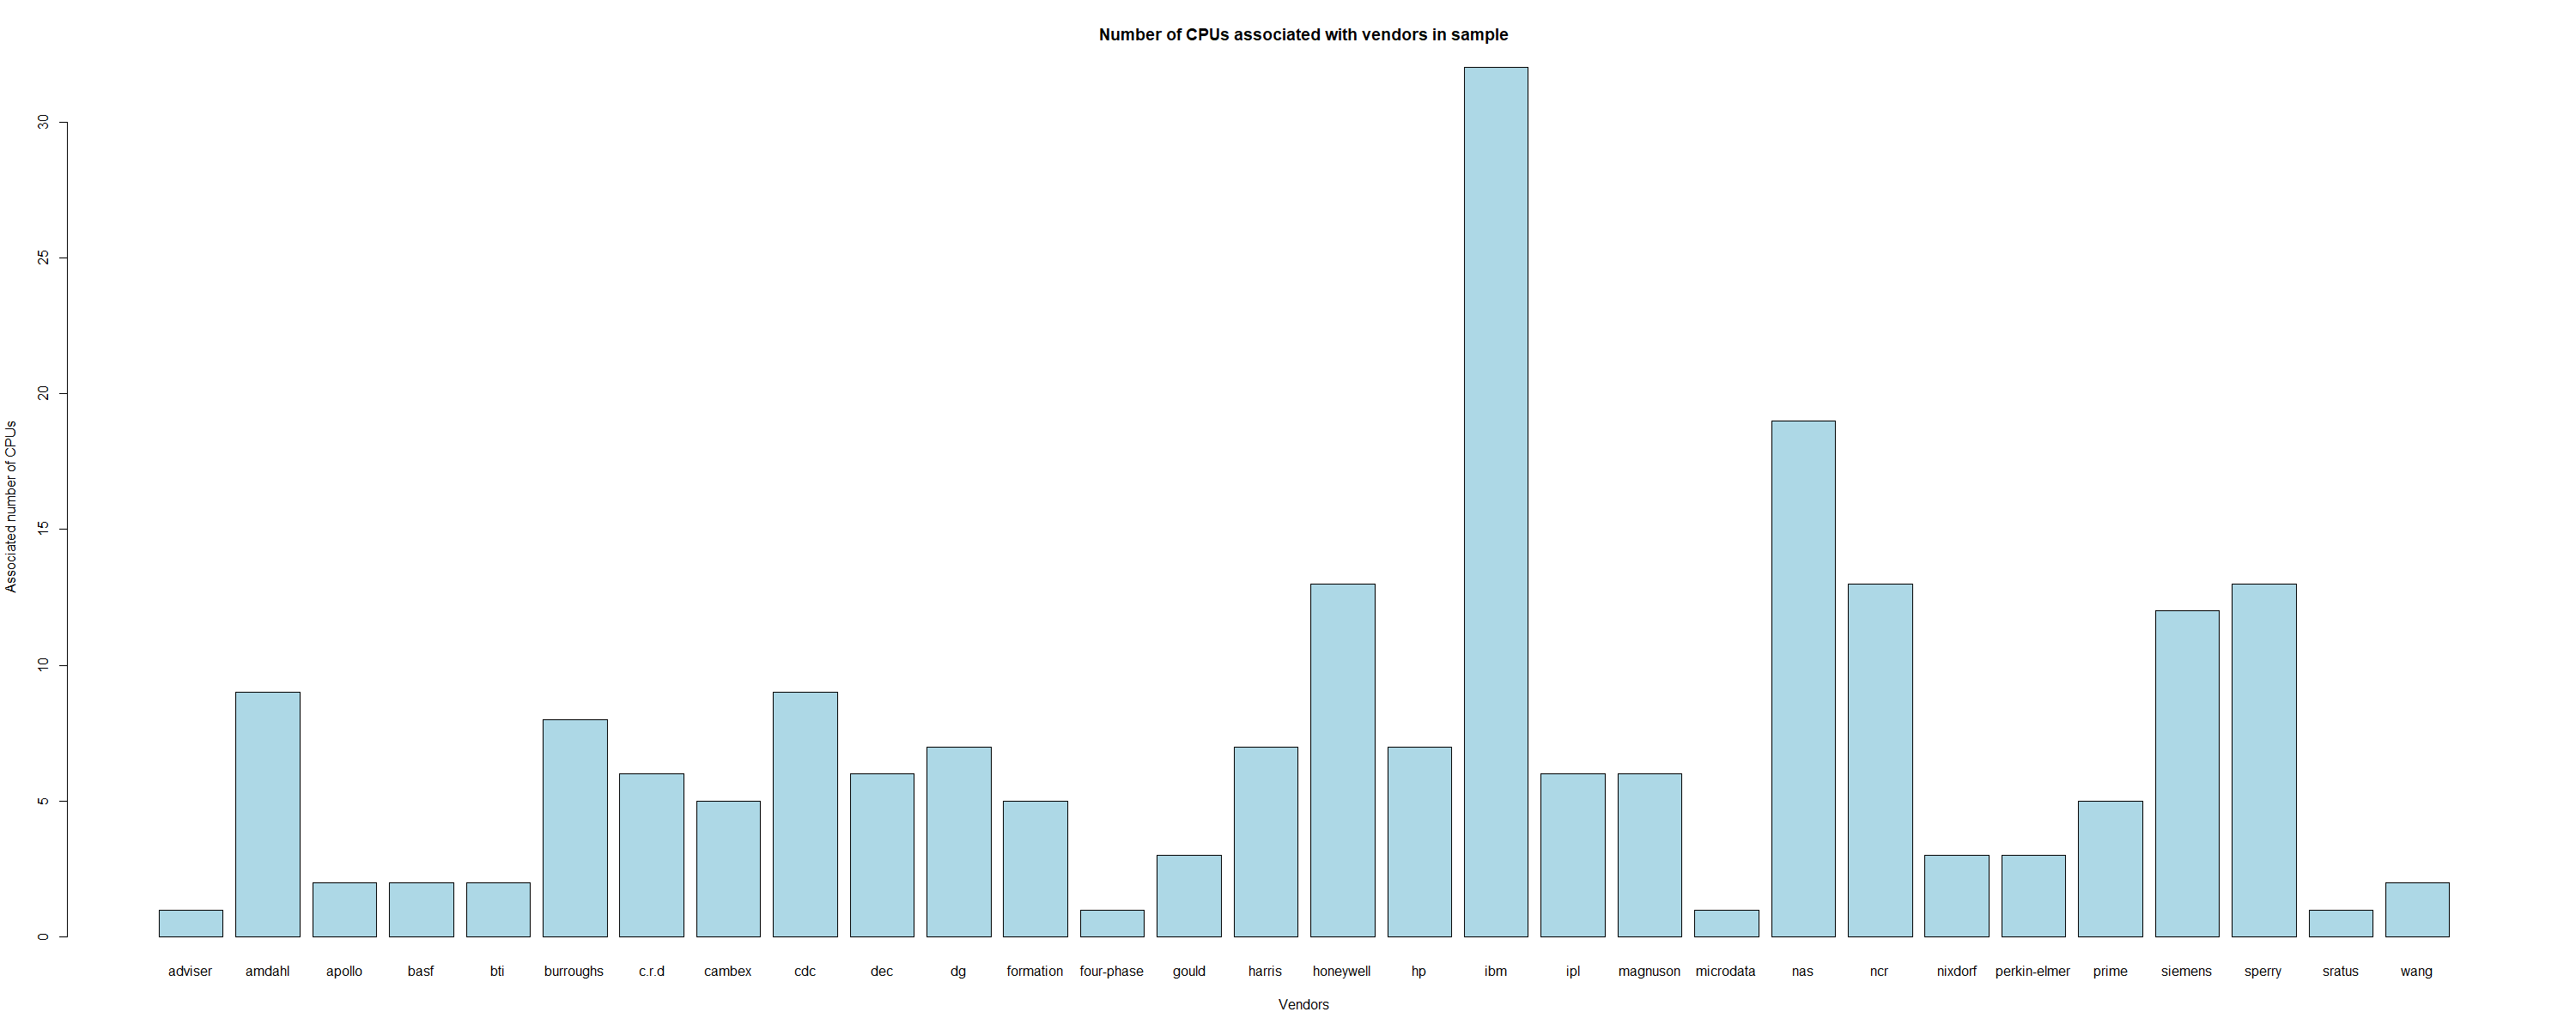 Number of CPUs associated with vendors in sample
Associated number of CPUs
30
25
20
15
10
5
0
adviser amdahl apollo basf bti burroughs c.r.d cambex cdc dec dg formation four-phase gould harris honeywell hp ibm ipl magnuson microdata nas ncr nixdorf perkin-elmer prime siemens sperry sratus wang
Vendors